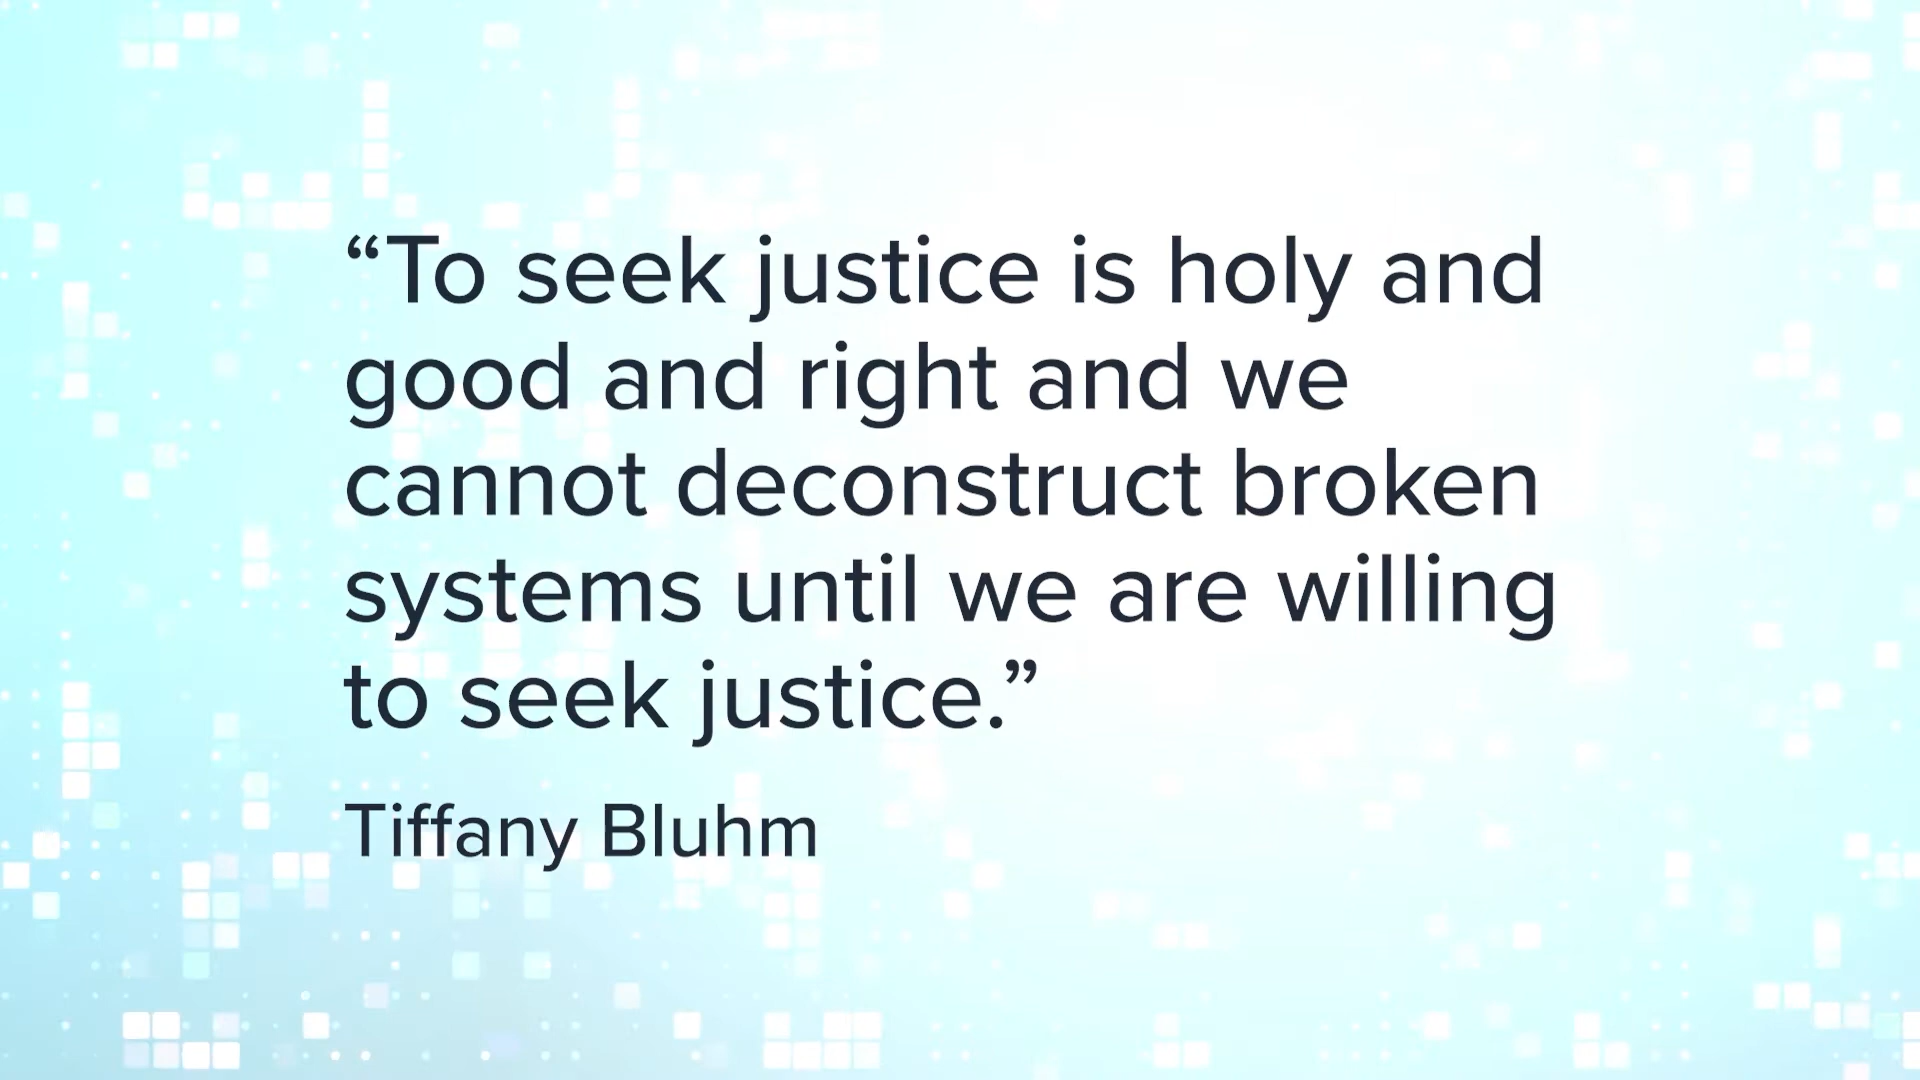 “To seek justice is holy and
good and right and we
cannot deconstruct broken
systems until we are willing
to seek justice.”
Tiffany Bluhm